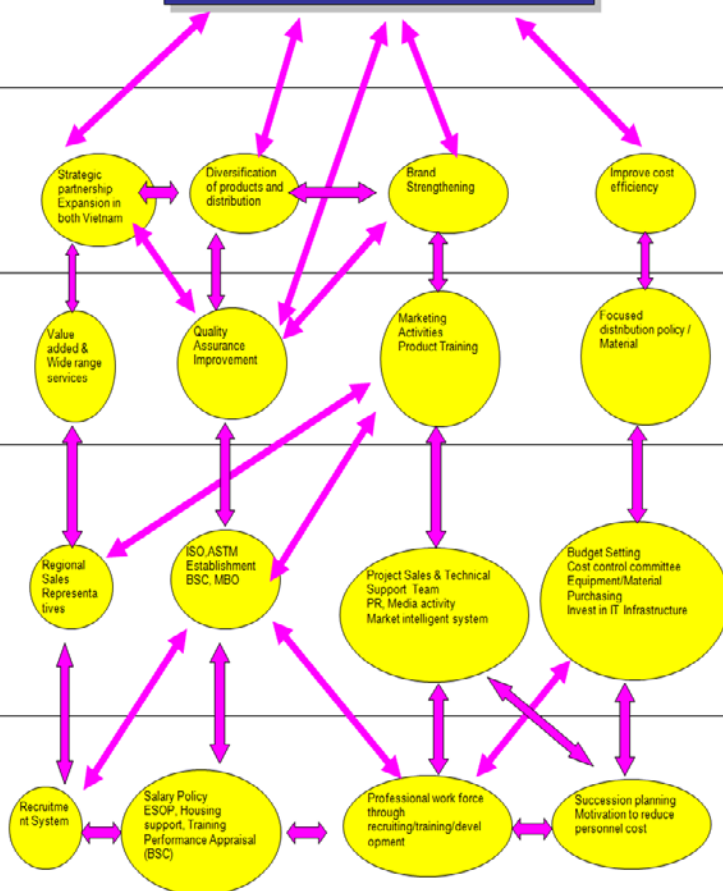 Strategic
partnership
Expansion in
both Vietnam
Diversification
of products and
distribution
Brand
Strengthening
Improve cost
efficiency
Value
added &
Wide range
services
Quality
Assurance
Improvement
Marketing
Activities
Product Training
Focused
distribution policy /
Material
Regional
Sales
Representa
tives
ISO,ASTM
Establishment
BSC, MBO
Project Sales & Technical
Support Team
PR, Media activity
Market intelligent system
Budget Setting
Cost control committee
Equipment/Material
Purchasing
Invest in IT Infrastructure
Recruitme
nt System
Salary Policy
ESOP, Housing
support, Training
Performance Appraisal
(BSC)
Professional work force
through
recruiting/training/devel
opment
Succession planning
Motivation to reduce
personnel cost